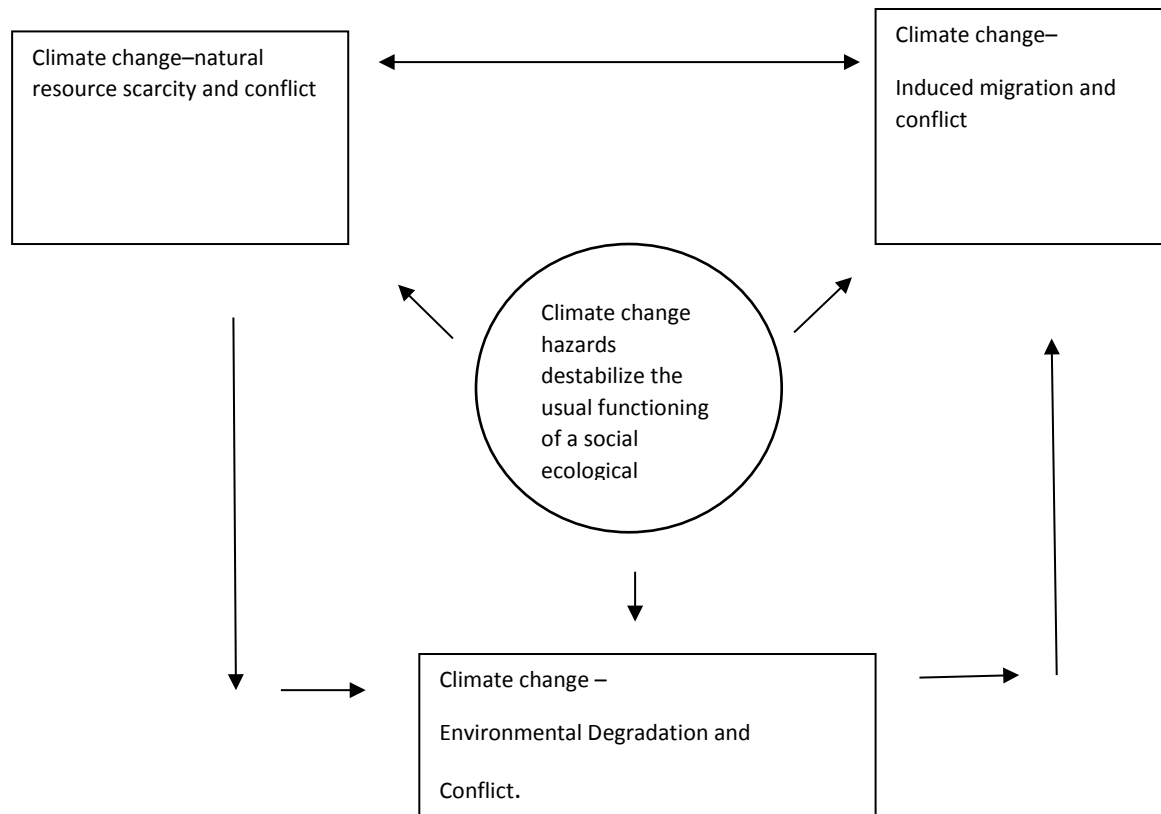 Climate change–natural
resource scarcity and conflict
Climate change–
Induced migration and
conflict
Climate change
hazards
destabilize the
usual functioning
of a social
ecological
Climate change –
Environmental Degradation and
Conflict.